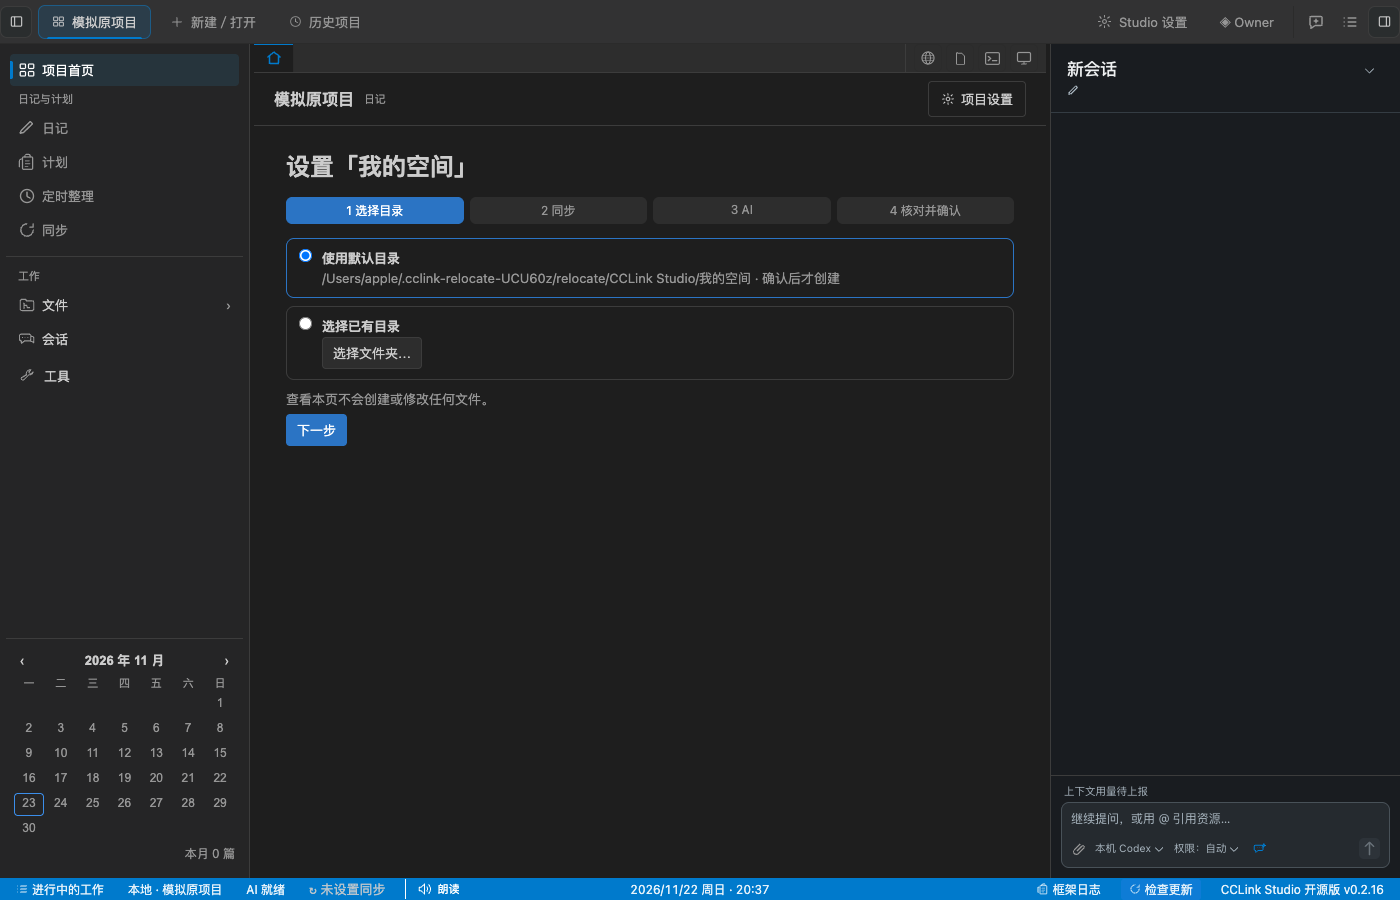 模拟原项目
新建 / 打开
历史项目
Studio 设置
Owner
项目首页
日记与计划
日记
计划
定时整理
同步
工作
文件
会话
工具
‹ 2026 年 11 月 ›
一 二 三 四 五 六 日
1
2 3 4 5 6 7 8
9 10 11 12 13 14 15
16 17 18 19 20 21 22
23 24 25 26 27 28 29
30
本月 0 篇
模拟原项目 日记
项目设置
设置「我的空间」
1 选择目录
2 同步
3 AI
4 核对并确认
使用默认目录
/Users/apple/.cclink-relocate-UCU60z/relocate/CCLink Studio/我的空间 · 确认后才创建
选择已有目录
选择文件夹...
查看本页不会创建或修改任何文件。
下一步
新会话
上下文用量待上报
继续提问，或用 @ 引用资源...
本机 Codex
权限：自动
进行中的工作
本地 · 模拟原项目
AI 就绪
未设置同步
朗读
2026/11/22 周日 · 20:37
框架日志
检查更新
CCLink Studio 开源版 v0.2.16